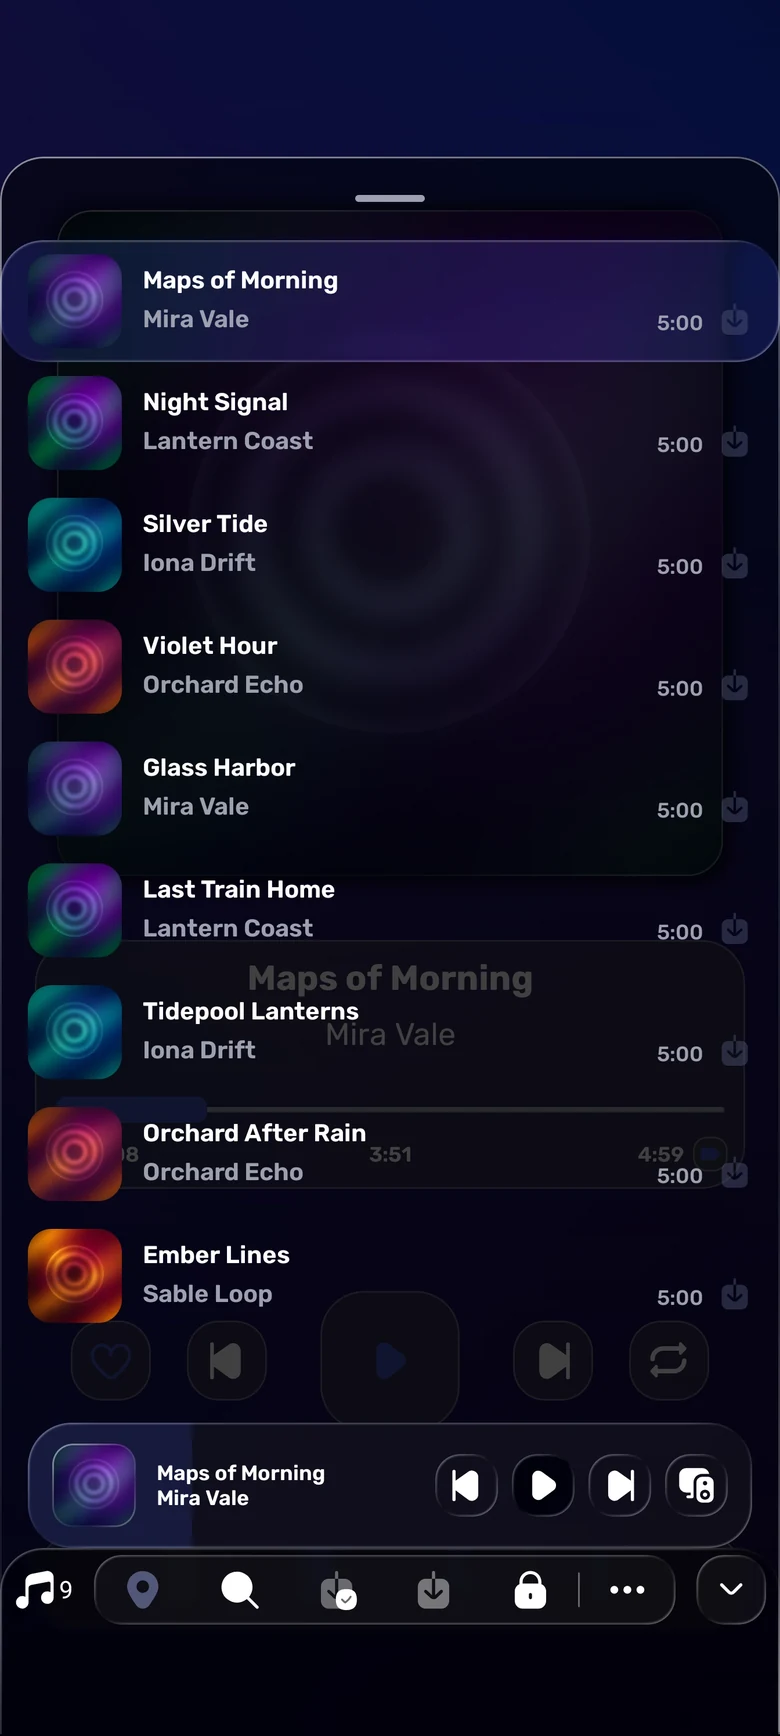 Maps of Morning
Mira Vale
5:00
Night Signal
Lantern Coast
5:00
Silver Tide
Iona Drift
5:00
Violet Hour
Orchard Echo
5:00
Glass Harbor
Mira Vale
5:00
Last Train Home
Lantern Coast
5:00
Maps of Morning
Tidepool Lanterns
Mira Vale
Iona Drift
5:00
Orchard After Rain
3:51
4:59
Orchard Echo
5:00
Ember Lines
Sable Loop
5:00
Maps of Morning
Mira Vale
9